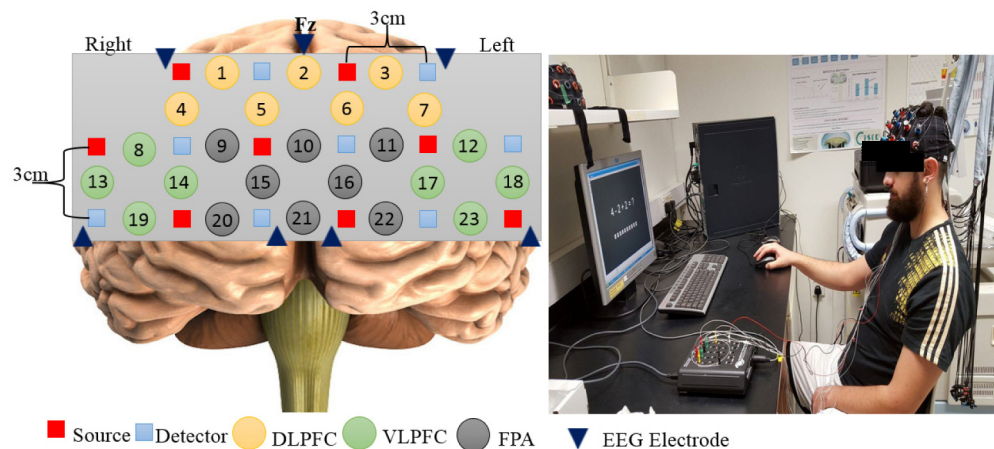 Fz
3cm
Right
Left
1
2
3
4
5
6
7
8
9
10
11
12
3cm
13
14
15
16
17
18
19
20
21
22
23
4-2+2=?
Source
Detector
DLPFC
VLPFC
FPA
EEG Electrode